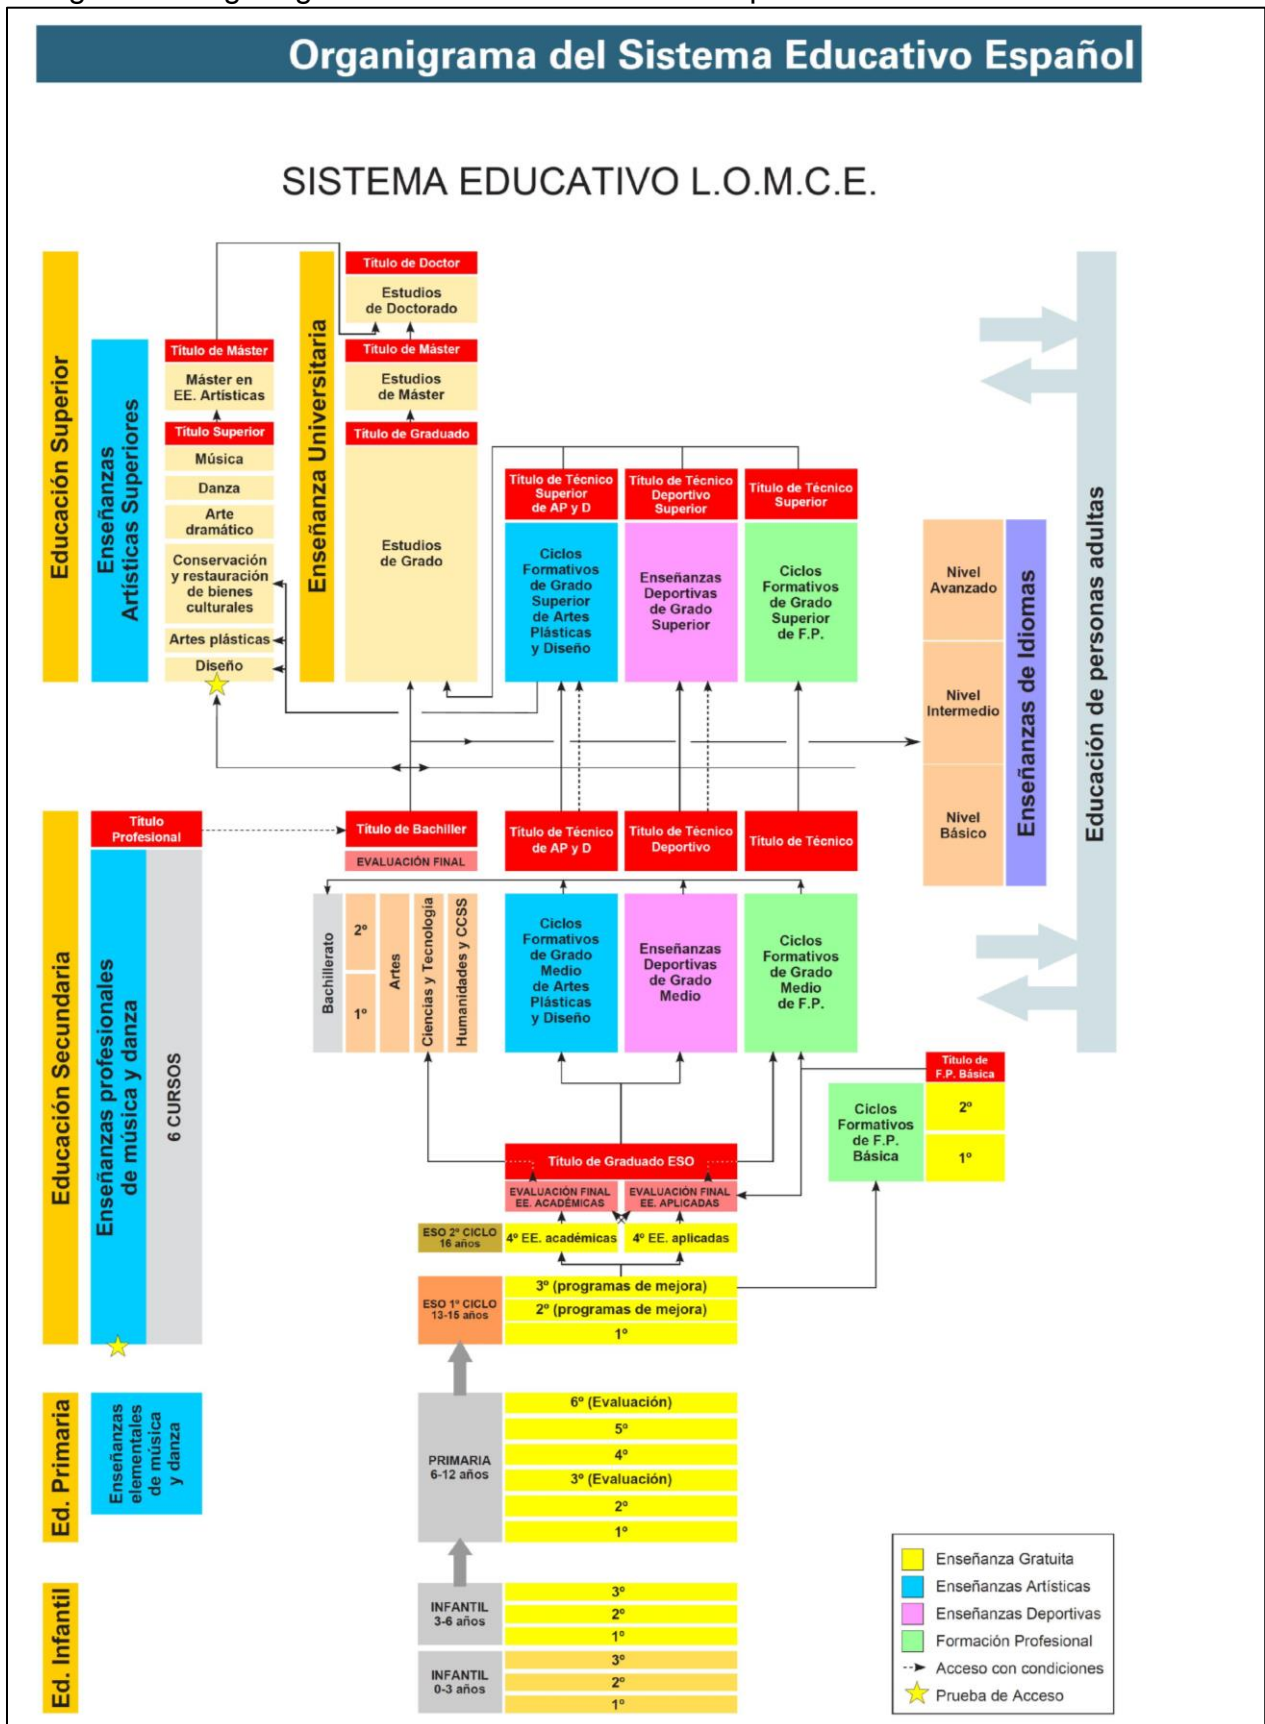 Organigrama del Sistema Educativo Español
SISTEMA EDUCATIVO L.O.M.C.E.
Educación Superior
Enseñanzas
Artísticas Superiores
Título de Máster
Máster en
EE. Artísticas
Título Superior
Música
Danza
Arte
dramático
Conservación
y restauración
de bienes
culturales
Artes plásticas
Diseño
Enseñanza Universitaria
Título de Doctor
Estudios
de Doctorado
Título de Máster
Estudios
de Máster
Título de Graduado
Estudios
de Grado
Título de Técnico
Superior
de AP y D
Ciclos
Formativos
de Grado
Superior
de Artes
Plásticas
y Diseño
Título de Técnico
Deportivo
Superior
Enseñanzas
Deportivas
de Grado
Superior
Título de Técnico
Superior
Ciclos
Formativos
de Grado
Superior
de F.P.
Nivel
Avanzado
Nivel
Intermedio
Nivel
Básico
Enseñanzas de Idiomas
Educación de personas adultas
Educación Secundaria
Título
Profesional
Enseñanzas profesionales
de música y danza
6 CURSOS
Título de Bachiller
EVALUACIÓN FINAL
Bachillerato
2º
1º
Artes
Ciencias y Tecnología
Humanidades y CCSS
Título de Técnico
de AP y D
Ciclos
Formativos
de Grado
Medio
de Artes
Plásticas
y Diseño
Título de Técnico
Deportivo
Enseñanzas
Deportivas
de Grado
Medio
Título de Técnico
Ciclos
Formativos
de Grado
Medio
de F.P.
Título de
F.P. Básica
Ciclos
Formativos
de F.P.
Básica
2º
1º
Título de Graduado ESO
EVALUACIÓN FINAL
EE. ACADÉMICAS
EVALUACIÓN FINAL
EE. APLICADAS
ESO 2º CICLO
16 años
4º EE. académicas
4º EE. aplicadas
ESO 1º CICLO
13-15 años
3º (programas de mejora)
2º (programas de mejora)
1º
Ed. Primaria
Enseñanzas
elementales
de música
y danza
PRIMARIA
6-12 años
6º (Evaluación)
5º
4º
3º (Evaluación)
2º
1º
Ed. Infantil
INFANTIL
3-6 años
3º
2º
1º
INFANTIL
0-3 años
3º
2º
1º
Enseñanza Gratuita
Enseñanzas Artísticas
Enseñanzas Deportivas
Formación Profesional
Acceso con condiciones
Prueba de Acceso